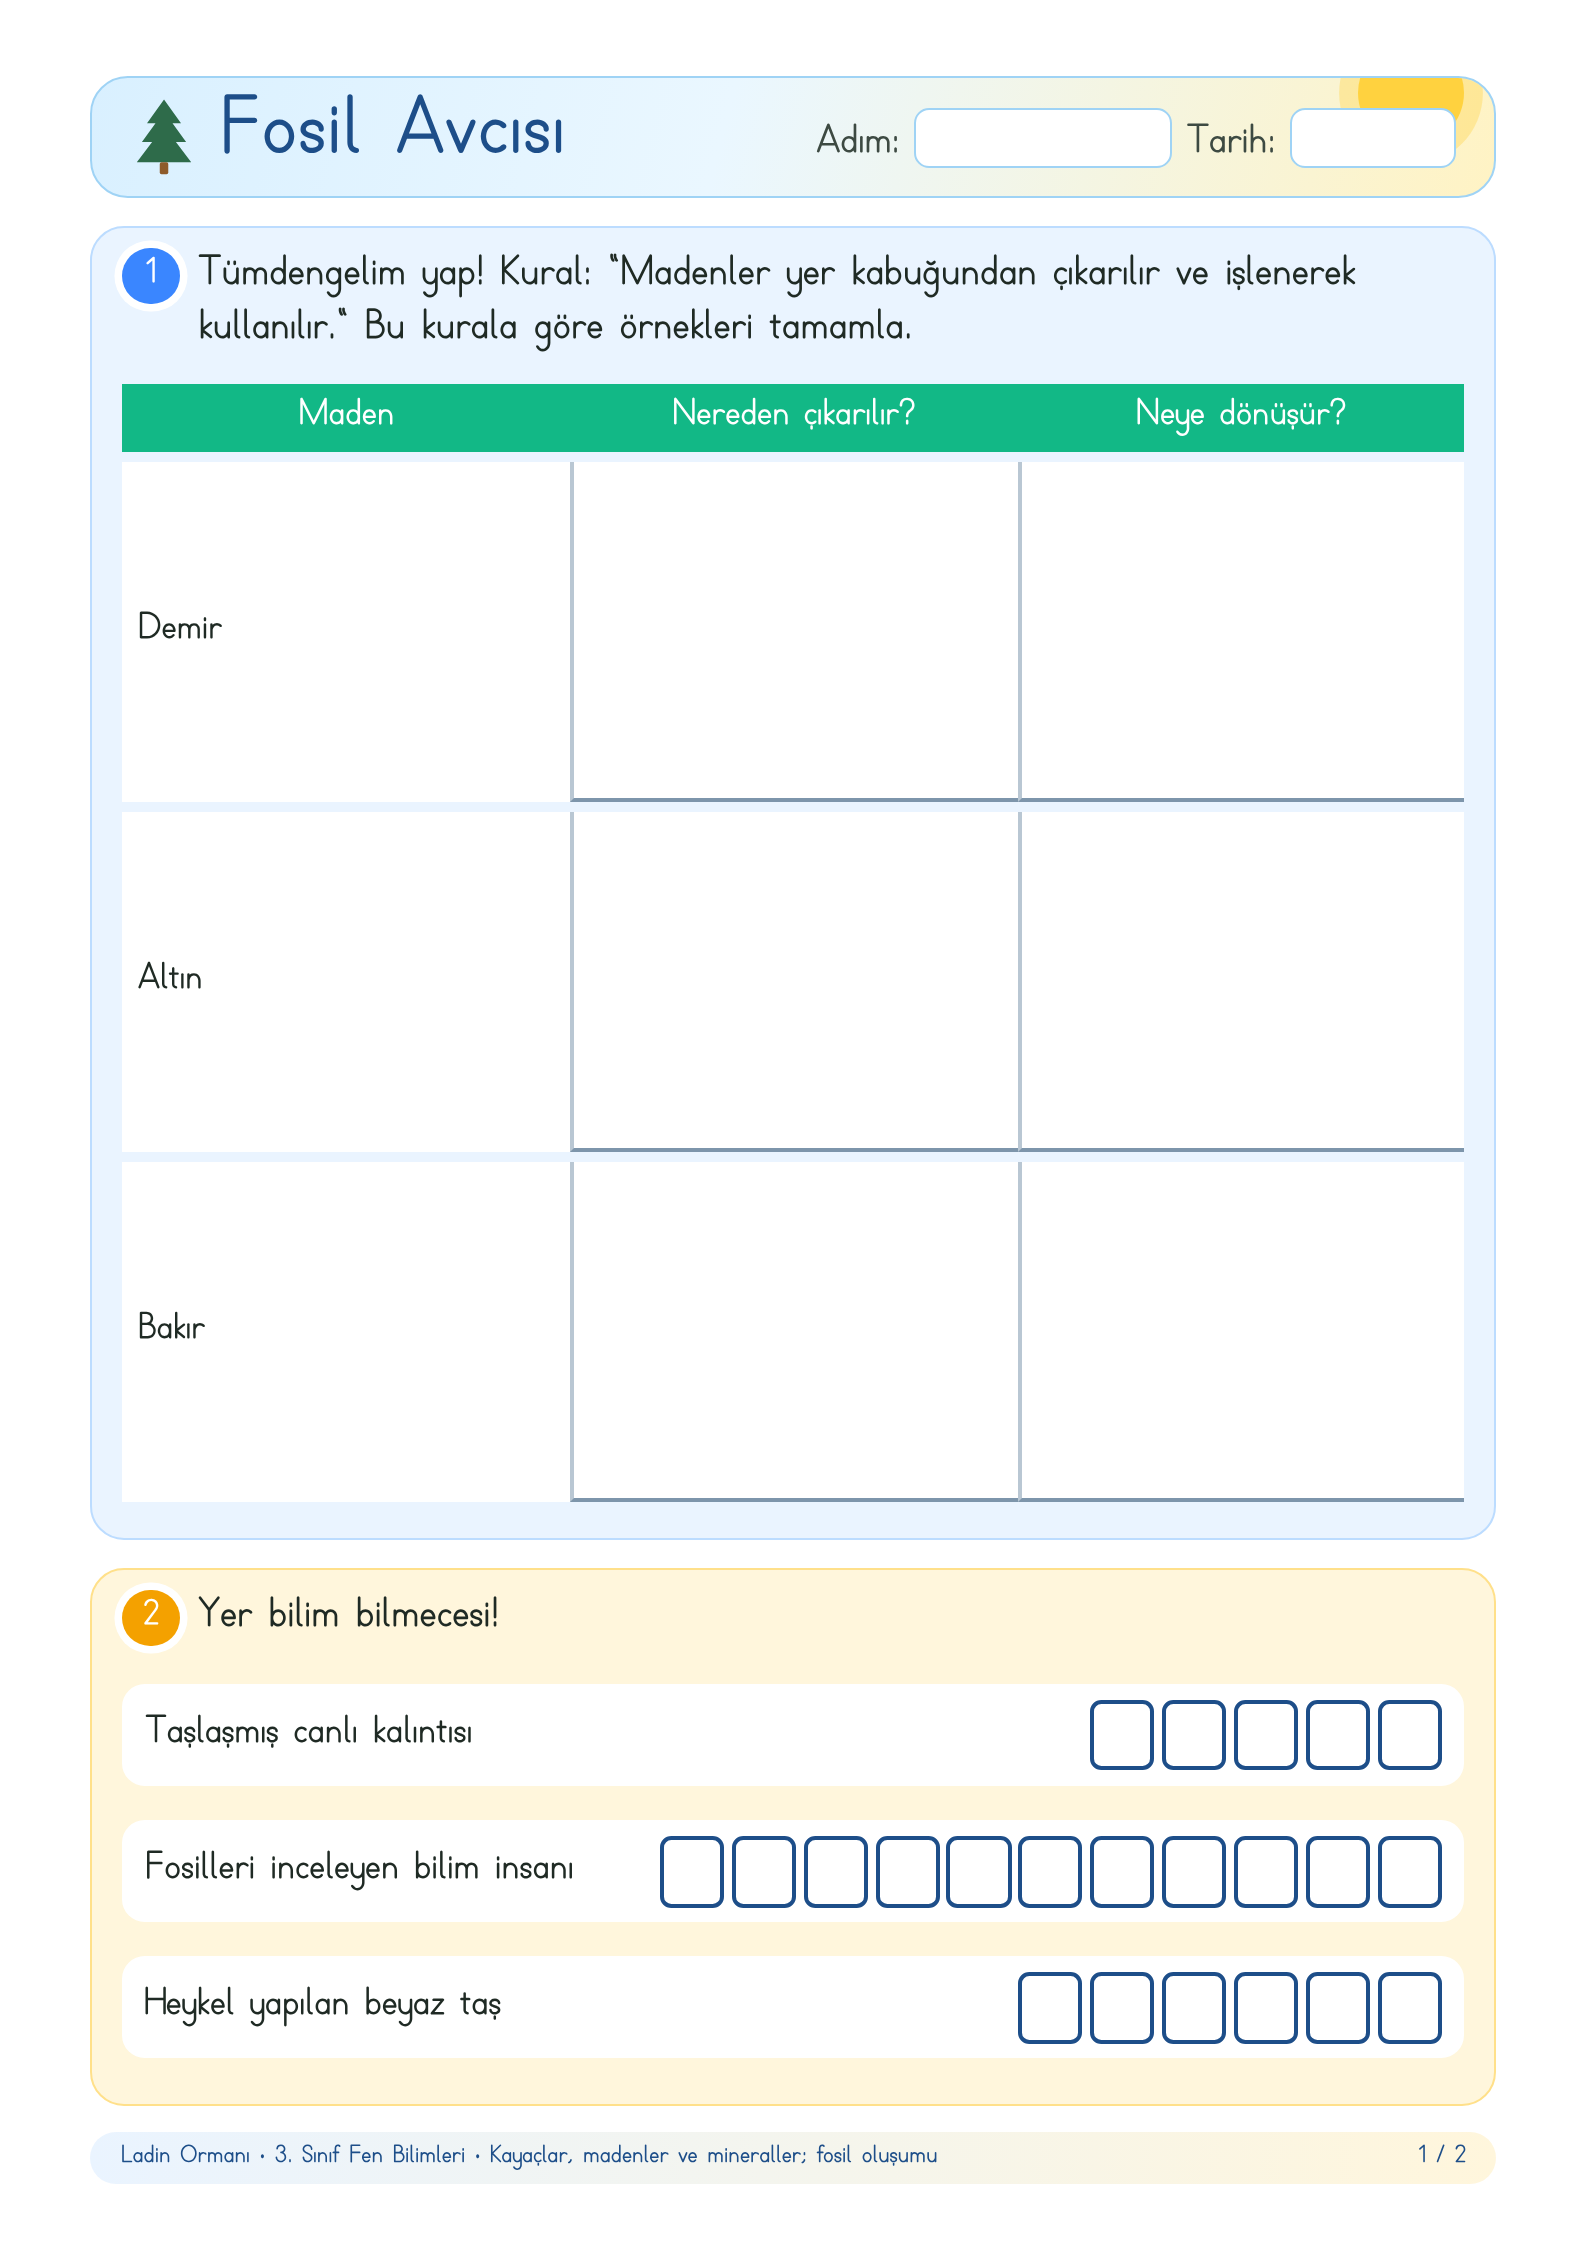 Fosil Avcısı
Adım:
Tarih:
1
Tümdengelim yap! Kural: "Madenler yer kabuğundan çıkarılır ve işlenerek
kullanılır." Bu kurala göre örnekleri tamamla.
Maden
Nereden çıkarılır?
Neye dönüşür?
Demir
Altın
Bakır
2
Yer bilim bilmecesi!
Taşlaşmış canlı kalıntısı
Fosilleri inceleyen bilim insanı
Heykel yapılan beyaz taş
Ladin Ormanı • 3. Sınıf Fen Bilimleri • Kayaçlar, madenler ve mineraller; fosil oluşumu
1 / 2